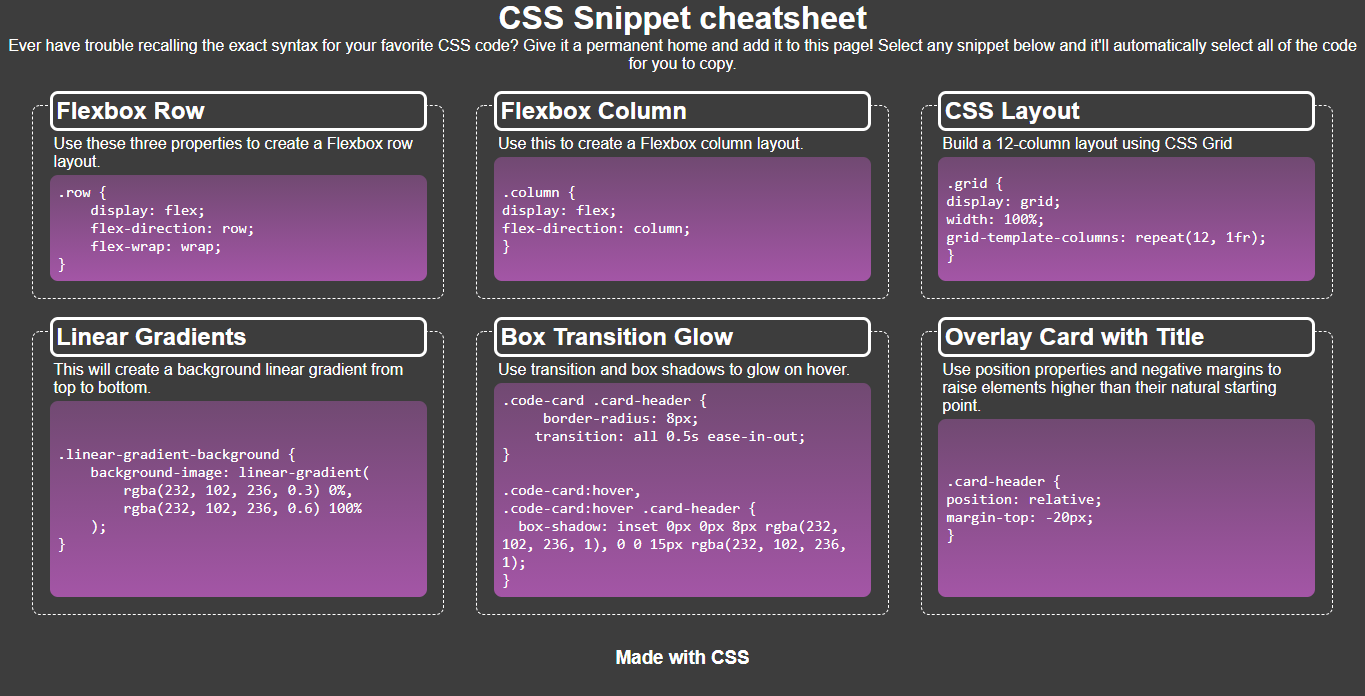 CSS Snippet cheatsheet
Ever have trouble recalling the exact syntax for your favorite CSS code? Give it a permanent home and add it to this page! Select any snippet below and it'll automatically select all of the code
for you to copy.
Flexbox Row
Use these three properties to create a Flexbox row
layout.
.row {
    display: flex;
    flex-direction: row;
    flex-wrap: wrap;
}
Flexbox Column
Use this to create a Flexbox column layout.
.column {
display: flex;
flex-direction: column;
}
CSS Layout
Build a 12-column layout using CSS Grid
.grid {
display: grid;
width: 100%;
grid-template-columns: repeat(12, 1fr);
}
Linear Gradients
This will create a background linear gradient from
top to bottom.
.linear-gradient-background {
    background-image: linear-gradient(
        rgba(232, 102, 236, 0.3) 0%,
        rgba(232, 102, 236, 0.6) 100%
    );
}
Box Transition Glow
Use transition and box shadows to glow on hover.
.code-card .card-header {
     border-radius: 8px;
    transition: all 0.5s ease-in-out;
}
.code-card:hover,
.code-card:hover .card-header {
  box-shadow: inset 0px 0px 8px rgba(232,
102, 236, 1), 0 0 15px rgba(232, 102, 236,
1);
}
Overlay Card with Title
Use position properties and negative margins to
raise elements higher than their natural starting
point.
.card-header {
position: relative;
margin-top: -20px;
}
Made with CSS